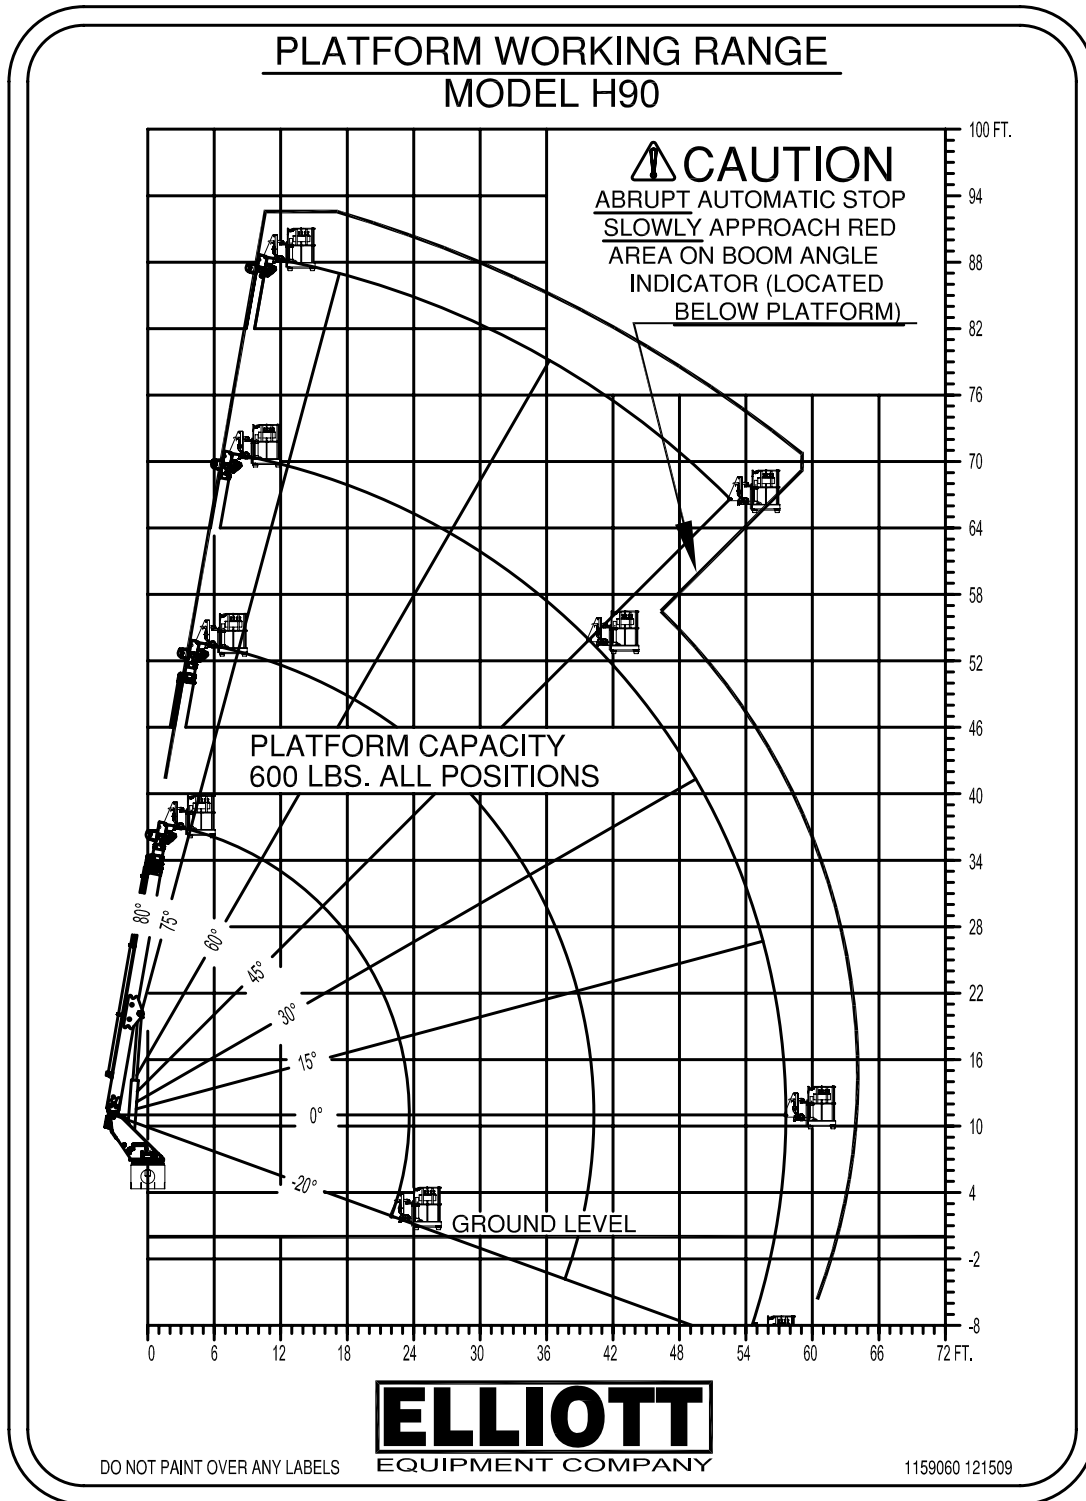 PLATFORM WORKING RANGE
MODEL H90
100 FT.
CAUTION
ABRUPT AUTOMATIC STOP
SLOWLY APPROACH RED
AREA ON BOOM ANGLE
INDICATOR (LOCATED
BELOW PLATFORM)
94
88
82
76
70
64
58
52
46
PLATFORM CAPACITY
600 LBS. ALL POSITIONS
40
34
28
22
16
10
4
-2
-8
80°
75°
60°
45°
30°
15°
0°
-20°
GROUND LEVEL
0 6 12 18 24 30 36 42 48 54 60 66 72 FT.
ELLIOTT
EQUIPMENT COMPANY
DO NOT PAINT OVER ANY LABELS
1159060 121509